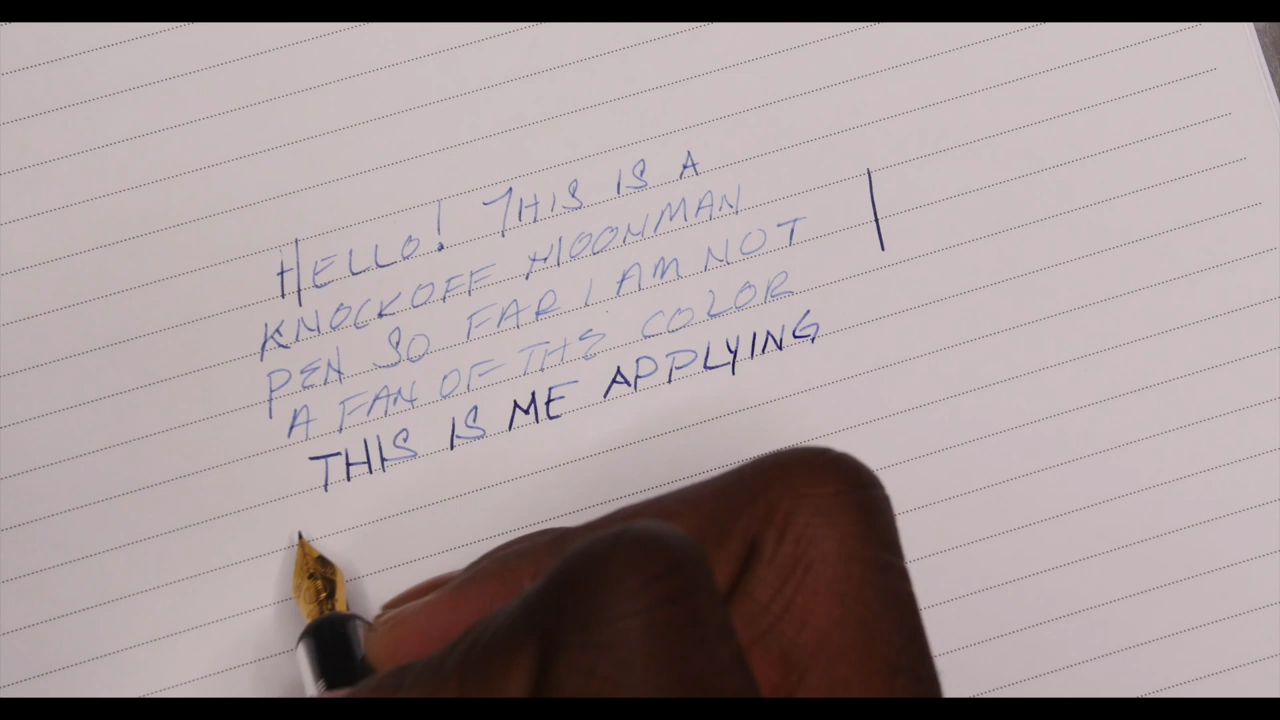 HELLO! THIS IS A
KNOCKOFF MOONMAN
PEN SO FAR I AM NOT
A FAN OF THE COLOR
THIS IS ME APPLYING